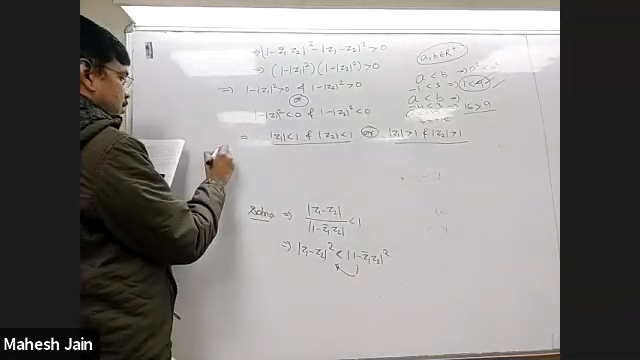 ⇒ |1-z̄₁z₂|² - |z₁-z₂|² > 0
⇒ (1-|z₁|²)(1-|z₂|²) > 0
⇒ 1-|z₁|² > 0 & 1-|z₂|² > 0
or
1-|z₁|² < 0 & 1-|z₂|² < 0
⇒ |z₁| < 1 & |z₂| < 1 or |z₁| > 1 & |z₂| > 1
a,b∈R⁺
a < b ⇒ a² < b²
-1 < 3 ⇒ 1 < 9
a < b
-4 < 3 16 > 9
Soln ⇒ |z₁-z₂| / |1-z̄₁z₂| < 1
⇒ |z₁-z₂|² < |1-z̄₁z₂|²
Mahesh Jain